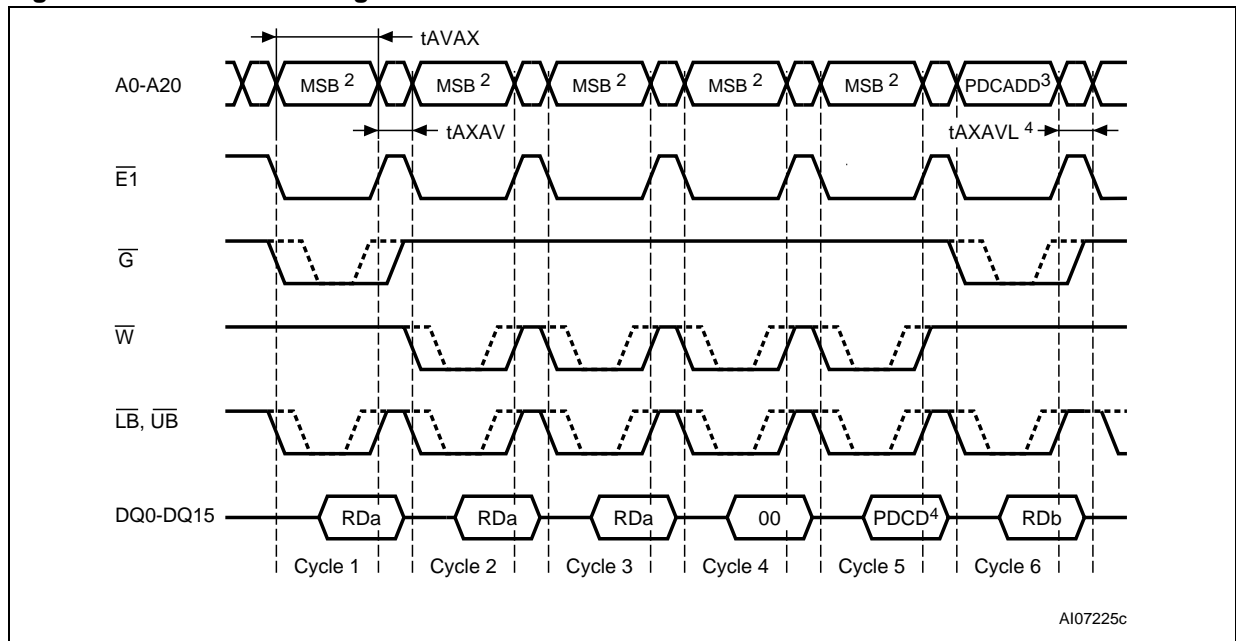 tAVAX
A0-A20 MSB 2 MSB 2 MSB 2 MSB 2 MSB 2 PDCADD3
tAXAV tAXAVL 4
E1
G
W
LB, UB
DQ0-DQ15 RDa RDa RDa 00 PDCD4 RDb
Cycle 1 Cycle 2 Cycle 3 Cycle 4 Cycle 5 Cycle 6
AI07225c